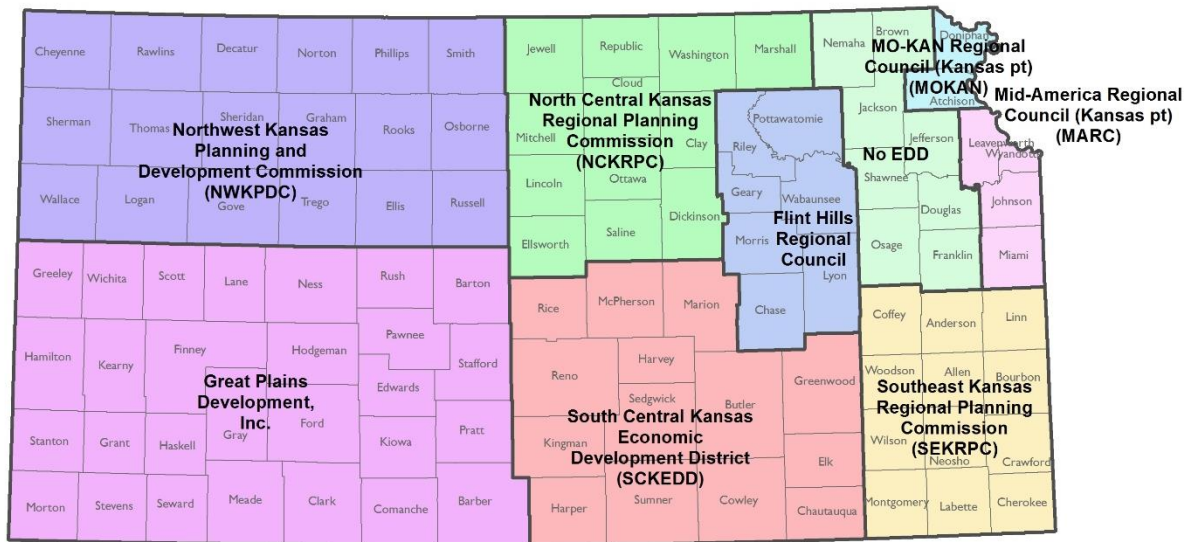 Cheyenne
Rawlins
Decatur
Norton
Phillips
Smith
Jewell
Republic
Washington
Marshall
Nemaha
Brown
Doniphan
MO-KAN Regional
Council (Kansas pt)
(MOKAN)
Atchison
Mid-America Regional
Council (Kansas pt)
(MARC)
Sherman
Thomas
Sheridan
Graham
Rooks
Osborne
Northwest Kansas
Planning and
Development Commission
(NWKPDC)
Wallace
Logan
Gove
Trego
Ellis
Russell
Cloud
North Central Kansas
Regional Planning
Commission
(NCKRPC)
Mitchell
Clay
Lincoln
Ottawa
Ellsworth
Saline
Dickinson
Pottawatomie
Riley
Geary
Wabaunsee
Morris
Flint Hills
Regional
Council
Lyon
Chase
Jackson
Jefferson
No EDD
Shawnee
Douglas
Osage
Franklin
Leavenworth
Wyandotte
Johnson
Miami
Greeley
Wichita
Scott
Lane
Ness
Rush
Barton
Hamilton
Kearny
Finney
Hodgeman
Pawnee
Stafford
Edwards
Great Plains
Development,
Inc.
Gray
Ford
Stanton
Grant
Haskell
Kiowa
Pratt
Morton
Stevens
Seward
Meade
Clark
Comanche
Barber
Rice
McPherson
Marion
Reno
Harvey
Sedgwick
Butler
Greenwood
Kingman
South Central Kansas
Economic
Development District
(SCKEDD)
Elk
Harper
Sumner
Cowley
Chautauqua
Coffey
Anderson
Linn
Woodson
Allen
Bourbon
Southeast Kansas
Regional Planning
Commission
(SEKRPC)
Wilson
Neosho
Crawford
Montgomery
Labette
Cherokee